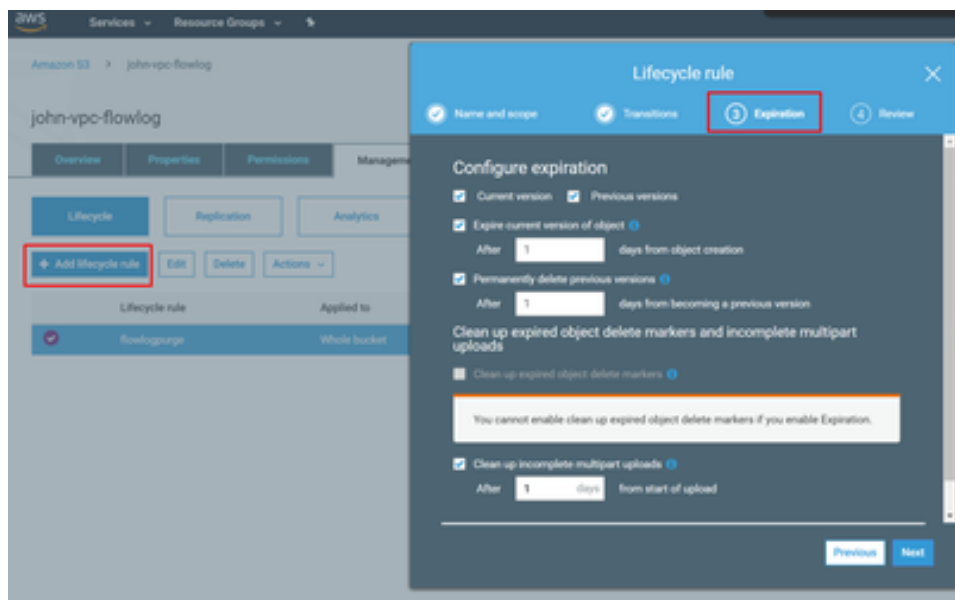 aws Services Resource Groups
Amazon S3 > john-vpc-flowlog
john-vpc-flowlog
Overview Properties Permissions Manageme
Lifecycle Replication Analytics
+ Add lifecycle rule Edit Delete Actions
Lifecycle rule Applied to
flowlogpurge Whole bucket
Lifecycle rule
Name and scope Transitions 3 Expiration 4 Review
Configure expiration
Current version Previous versions
Expire current version of object
After 1 days from object creation
Permanently delete previous versions
After 1 days from becoming a previous version
Clean up expired object delete markers and incomplete multipart
uploads
Clean up expired object delete markers
You cannot enable clean up expired object delete markers if you enable Expiration.
Clean up incomplete multipart uploads
After 1 days from start of upload
Previous Next